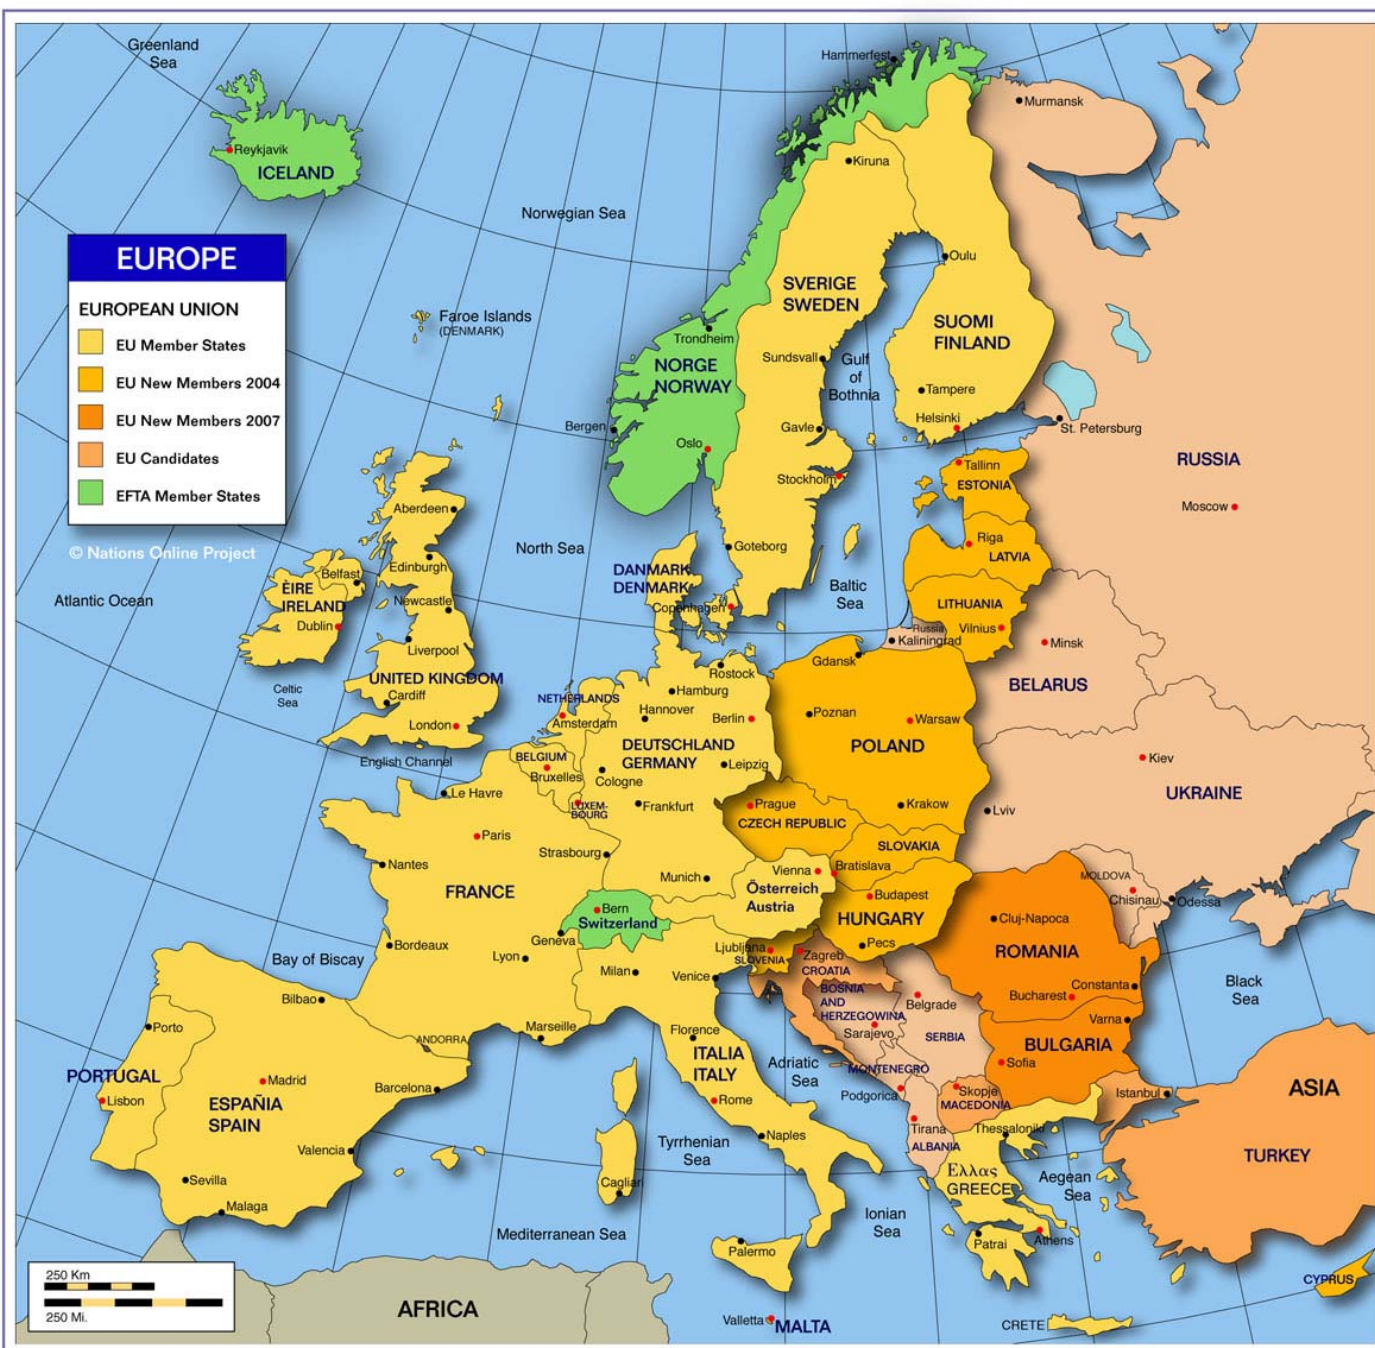 Greenland
Sea
Hammerfest
Murmansk
Reykjavik
ICELAND
Kiruna
Norwegian Sea
EUROPE
EUROPEAN UNION
EU Member States
EU New Members 2004
EU New Members 2007
EU Candidates
EFTA Member States
© Nations Online Project
Oulu
SVERIGE
SWEDEN
Faroe Islands
(DENMARK)
SUOMI
FINLAND
Trondheim
NORGE
NORWAY
Sundsvall
Gulf
of
Bothnia
Tampere
Helsinki
Bergen
Gavle
St. Petersburg
Oslo
RUSSIA
Tallinn
ESTONIA
Stockholm
Moscow
Aberdeen
Riga
LATVIA
North Sea
Goteborg
Edinburgh
DANMARK
DENMARK
Belfast
ÈIRE
IRELAND
Baltic
Sea
Atlantic Ocean
Newcastle
Copenhagen
LITHUANIA
Dublin
Russia
Vilnius
Kaliningrad
Minsk
Liverpool
Gdansk
Rostock
UNITED KINGDOM
BELARUS
Celtic
Sea
Cardiff
NETHERLANDS
Hamburg
Hannover
Poznan
London
Amsterdam
Berlin
Warsaw
DEUTSCHLAND
GERMANY
POLAND
English Channel
BELGIUM
Bruxelles
Kiev
Leipzig
Cologne
Le Havre
UKRAINE
LUXEM-
BOURG
Frankfurt
Prague
Krakow
Lviv
CZECH REPUBLIC
Paris
SLOVAKIA
Strasbourg
Nantes
Vienna
Bratislava
MOLDOVA
Munich
Österreich
Austria
FRANCE
Budapest
Chisinau
Odessa
Bern
Switzerland
HUNGARY
Cluj-Napoca
Geneva
Bordeaux
Ljubljana
Pecs
ROMANIA
Lyon
SLOVENIA
Zagreb
CROATIA
Bay of Biscay
Milan
Venice
BOSNIA
AND
HERZEGOWINA
Constanta
Black
Sea
Bilbao
Bucharest
Belgrade
Porto
Marseille
Florence
Sarajevo
Varna
SERBIA
ANDORRA
ITALIA
ITALY
BULGARIA
Adriatic
Sea
MONTENEGRO
Sofia
PORTUGAL
Madrid
Barcelona
Podgorica
Skopje
MACEDONIA
Istanbul
ASIA
Lisbon
Rome
ESPAÑIA
SPAIN
Tirana
Thessaloniki
Naples
ALBANIA
Valencia
Tyrrhenian
Sea
TURKEY
Ελλας
GREECE
Aegean
Sea
Sevilla
Cagliari
Malaga
Ionian
Sea
Mediterranean Sea
Palermo
Patrai
Athens
250 Km
250 Mi.
CYPRUS
AFRICA
Valletta
MALTA
CRETE